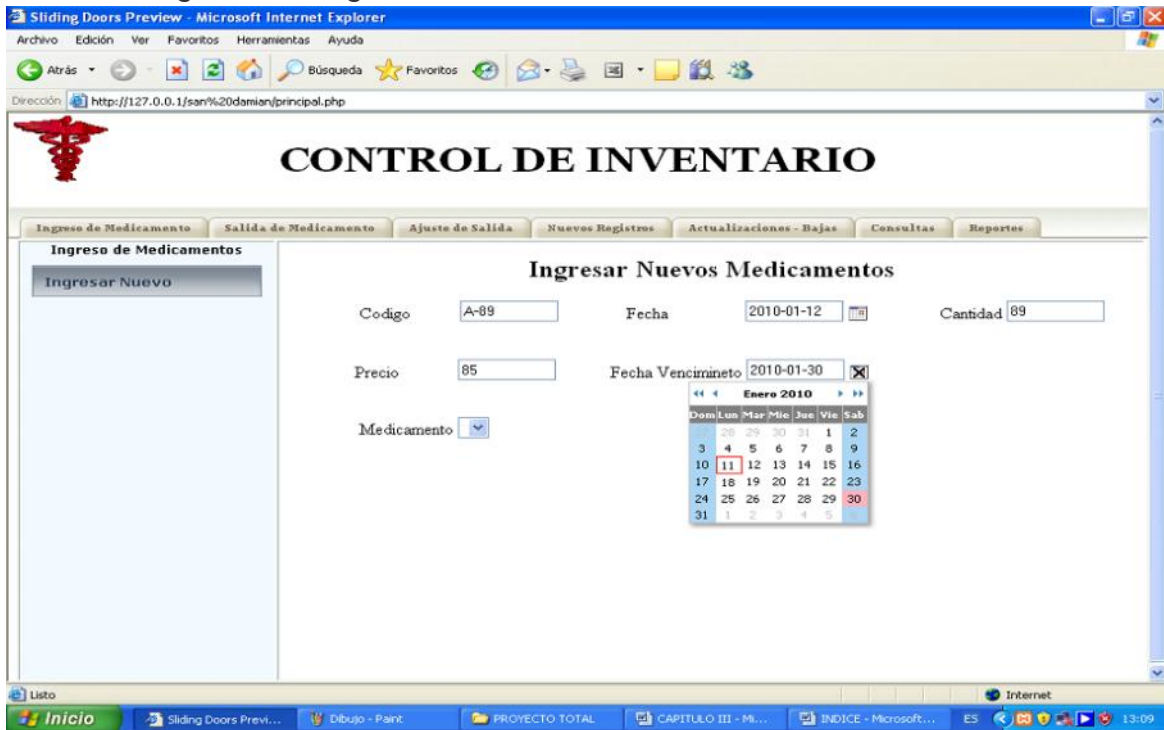 Sliding Doors Preview - Microsoft Internet Explorer
Archivo Edición Ver Favoritos Herramientas Ayuda
Atrás Búsqueda Favoritos
Dirección http://127.0.0.1/san%20damian/principal.php
CONTROL DE INVENTARIO
Ingreso de Medicamento Salida de Medicamento Ajuste de Salida Nuevos Registros Actualizaciones - Bajas Consultas Reportes
Ingreso de Medicamentos
Ingresar Nuevo
Ingresar Nuevos Medicamentos
Codigo A-89 Fecha 2010-01-12 Cantidad 89
Precio 85 Fecha Vencimineto 2010-01-30
Medicamento
Enero 2010
Dom Lun Mar Mie Jue Vie Sab
28 29 30 31 1 2
3 4 5 6 7 8 9
10 11 12 13 14 15 16
17 18 19 20 21 22 23
24 25 26 27 28 29 30
31 1 2 3 4 5
Listo Internet
Inicio Sliding Doors Previ... Dibujo - Paint PROYECTO TOTAL CAPITULO III - Mi... INDICE - Microsoft... ES 13:09